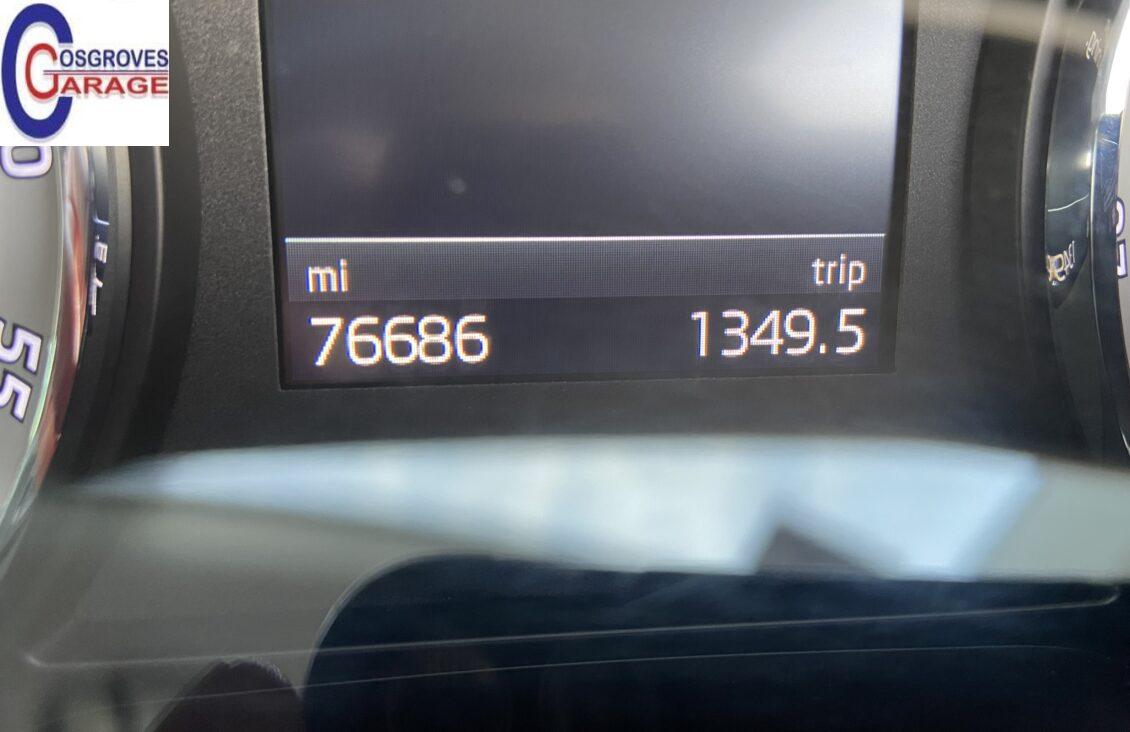 COSGROVES
GARAGE
mi trip
76686 1349.5
55